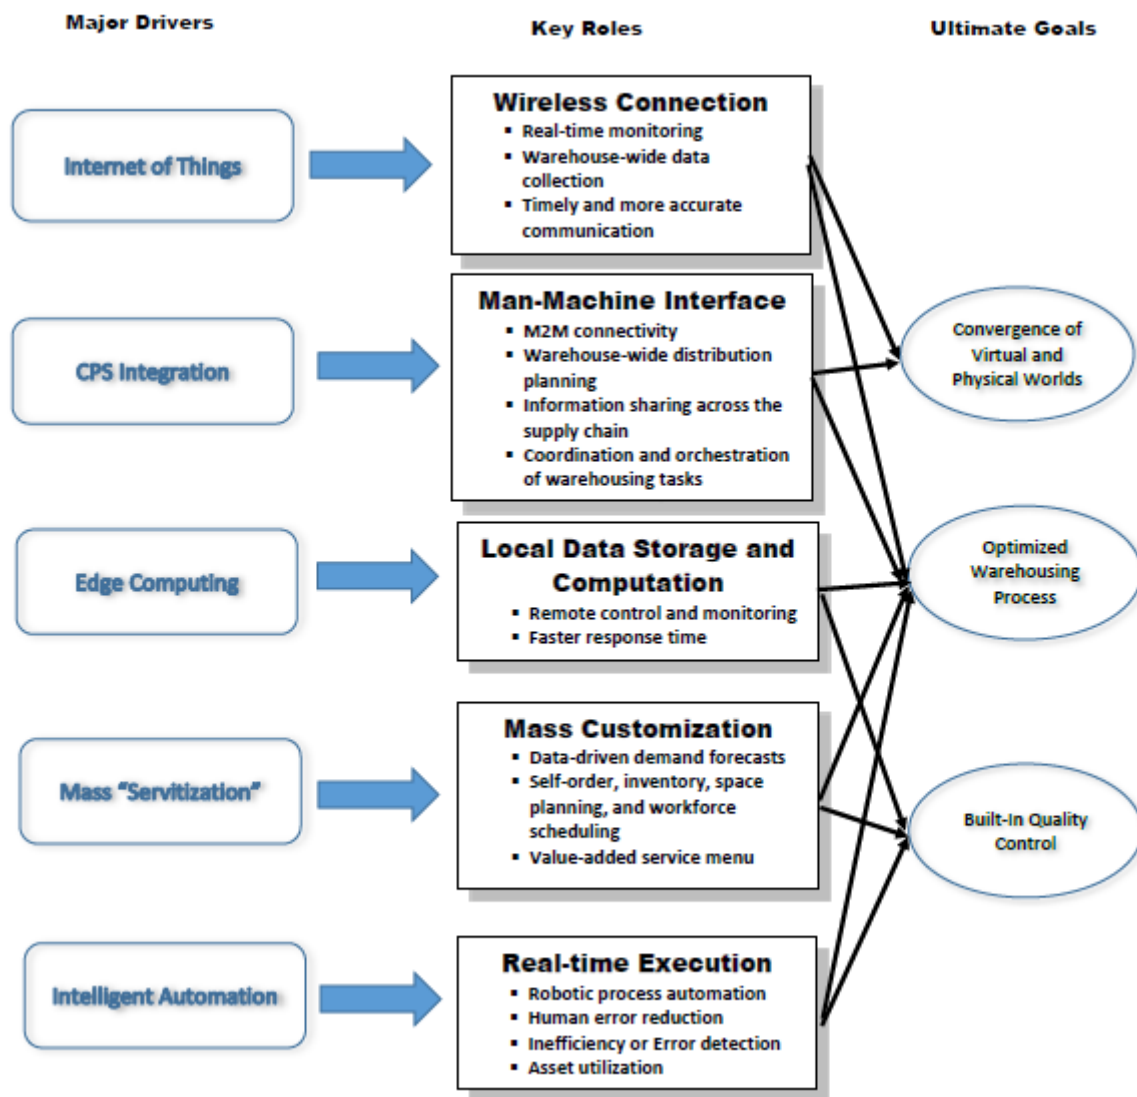 Major Drivers
Key Roles
Ultimate Goals
Internet of Things
Wireless Connection
▪ Real-time monitoring
▪ Warehouse-wide data
collection
▪ Timely and more accurate
communication
CPS Integration
Man-Machine Interface
▪ M2M connectivity
▪ Warehouse-wide distribution
planning
▪ Information sharing across the
supply chain
▪ Coordination and orchestration
of warehousing tasks
Convergence of
Virtual and
Physical Worlds
Edge Computing
Local Data Storage and
Computation
▪ Remote control and monitoring
▪ Faster response time
Optimized
Warehousing
Process
Mass “Servitization”
Mass Customization
▪ Data-driven demand forecasts
▪ Self-order, inventory, space
planning, and workforce
scheduling
▪ Value-added service menu
Built-In Quality
Control
Intelligent Automation
Real-time Execution
▪ Robotic process automation
▪ Human error reduction
▪ Inefficiency or Error detection
▪ Asset utilization